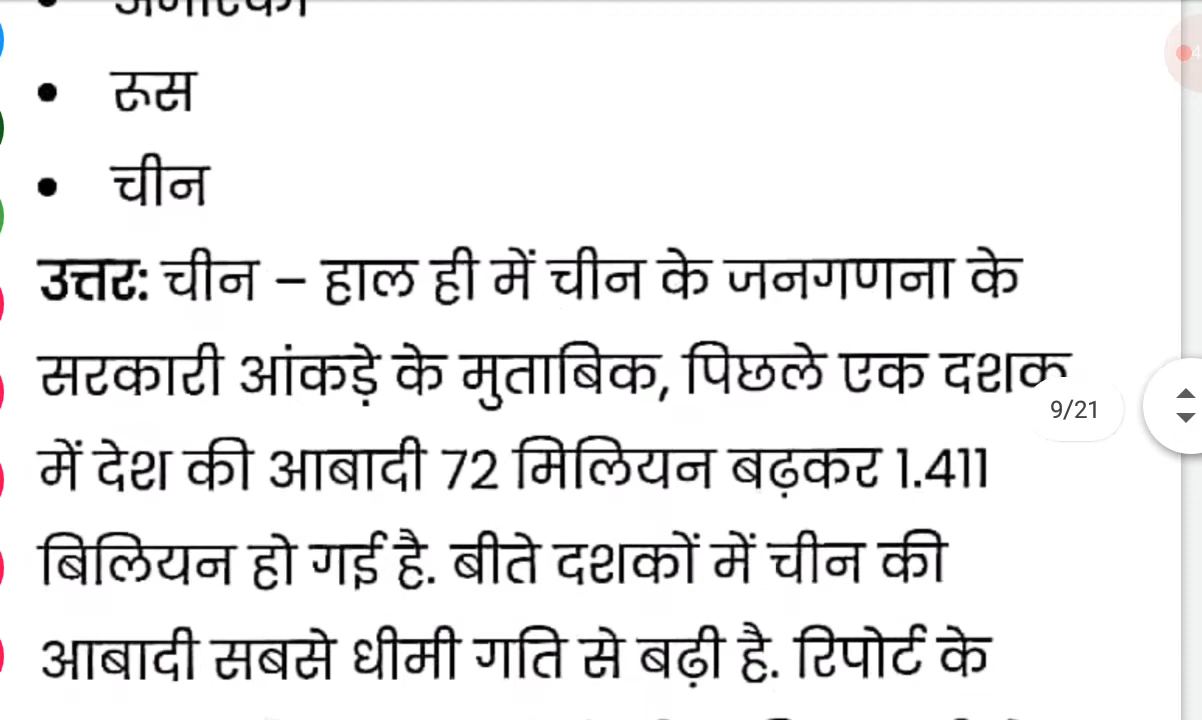 • रूस
• चीन
उत्तर: चीन – हाल ही में चीन के जनगणना के
सरकारी आंकड़े के मुताबिक, पिछले एक दशक
9/21
में देश की आबादी 72 मिलियन बढ़कर 1.411
बिलियन हो गई है. बीते दशकों में चीन की
आबादी सबसे धीमी गति से बढ़ी है. रिपोर्ट के